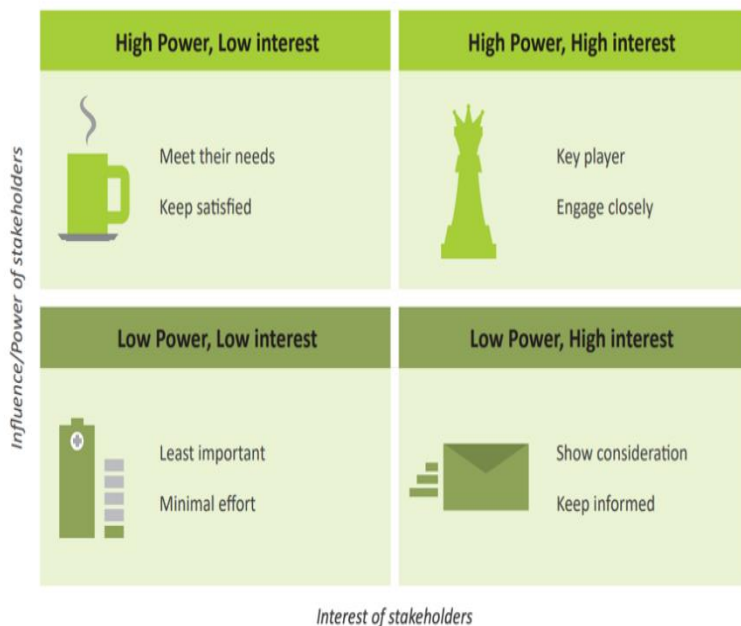 Influence/Power of stakeholders
High Power, Low interest
Meet their needs
Keep satisfied
High Power, High interest
Key player
Engage closely
Low Power, Low interest
Least important
Minimal effort
Low Power, High interest
Show consideration
Keep informed
Interest of stakeholders